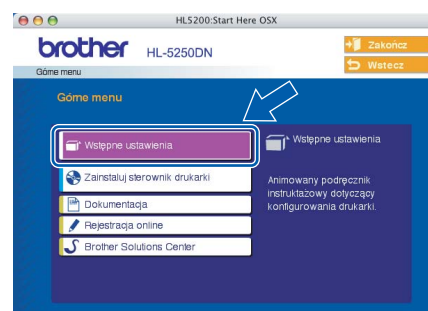 HL5200:Start Here OSX
brother HL-5250DN
Zakończ
Wstecz
Górne menu
Górne menu
Wstępne ustawienia
Zainstaluj sterownik drukarki
Dokumentacja
Rejestracja online
Brother Solutions Center
Wstępne ustawienia
Animowany podręcznik
instruktażowy dotyczący
konfigurowania drukarki.